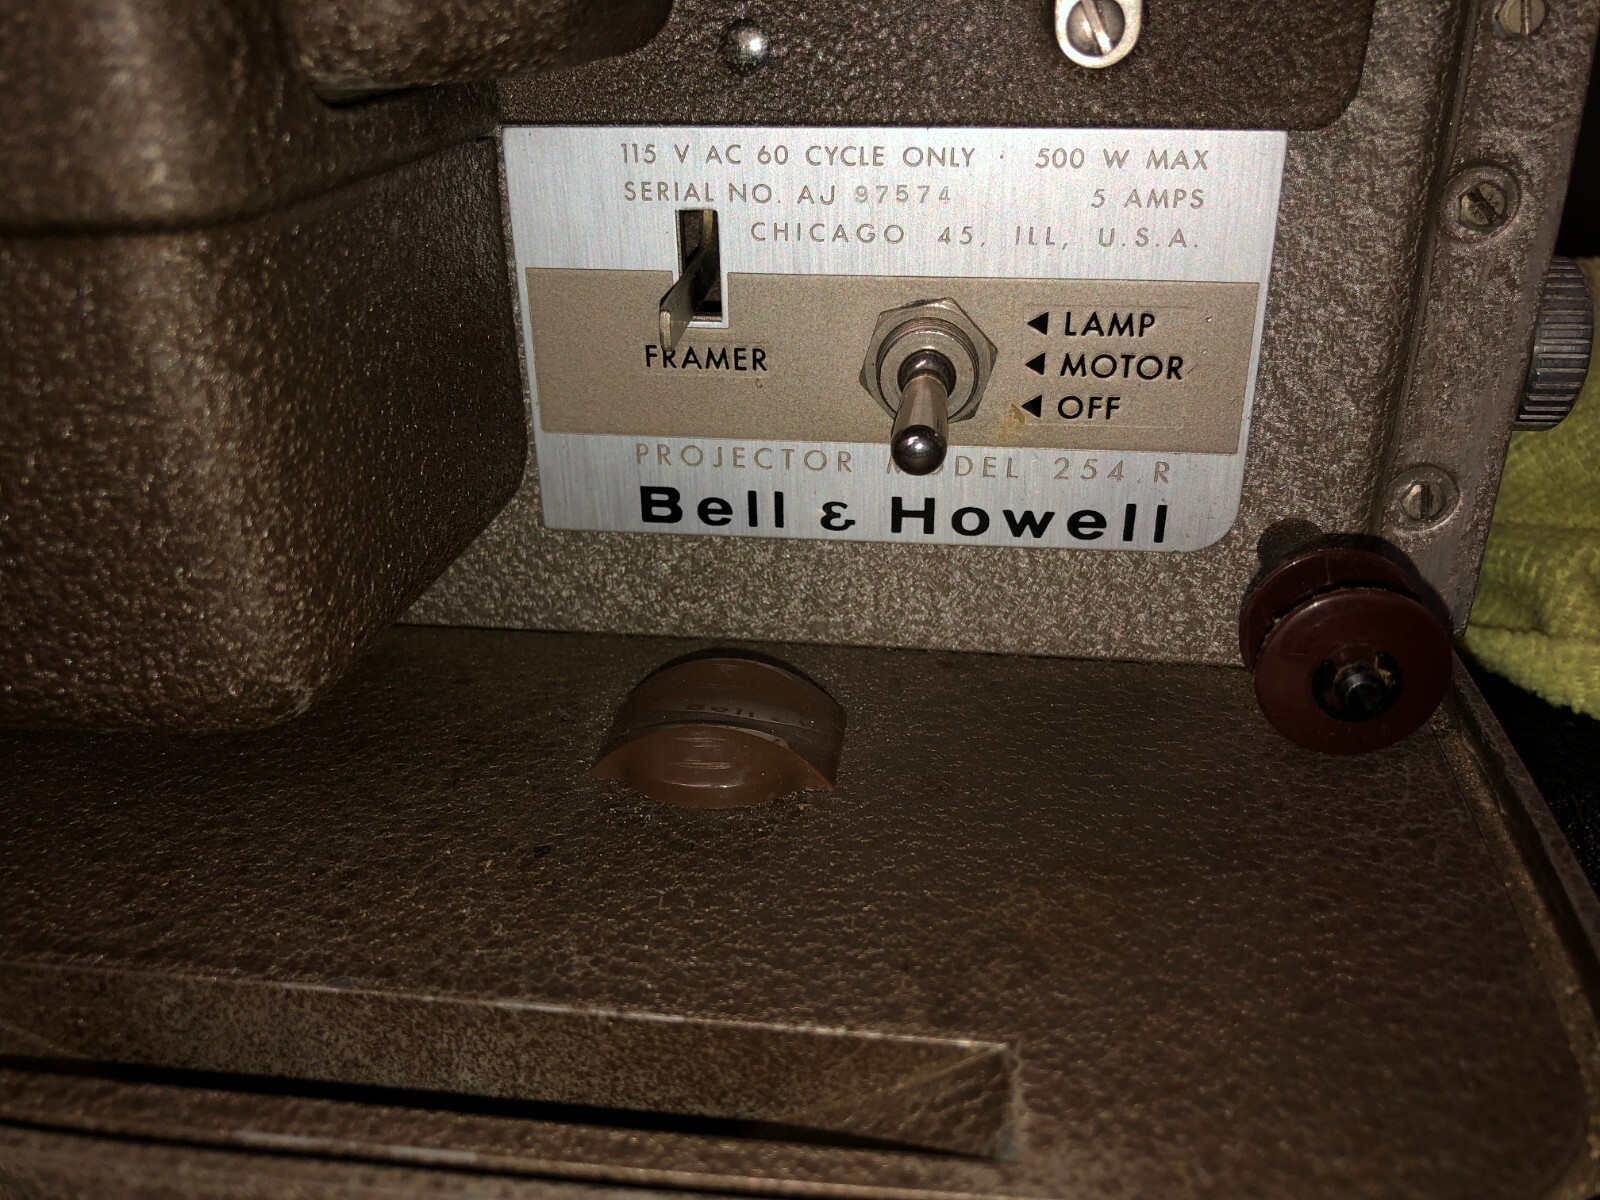 115 V AC 60 CYCLE ONLY · 500 W MAX
SERIAL NO. AJ 97574 5 AMPS
CHICAGO 45, ILL, U.S.A.
FRAMER
◀ LAMP
◀ MOTOR
◀ OFF
PROJECTOR MODEL 254 R
Bell & Howell
Bell